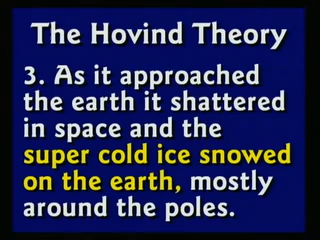 The Hovind Theory
3. As it approached
the earth it shattered
in space and the
super cold ice snowed
on the earth, mostly
around the poles.